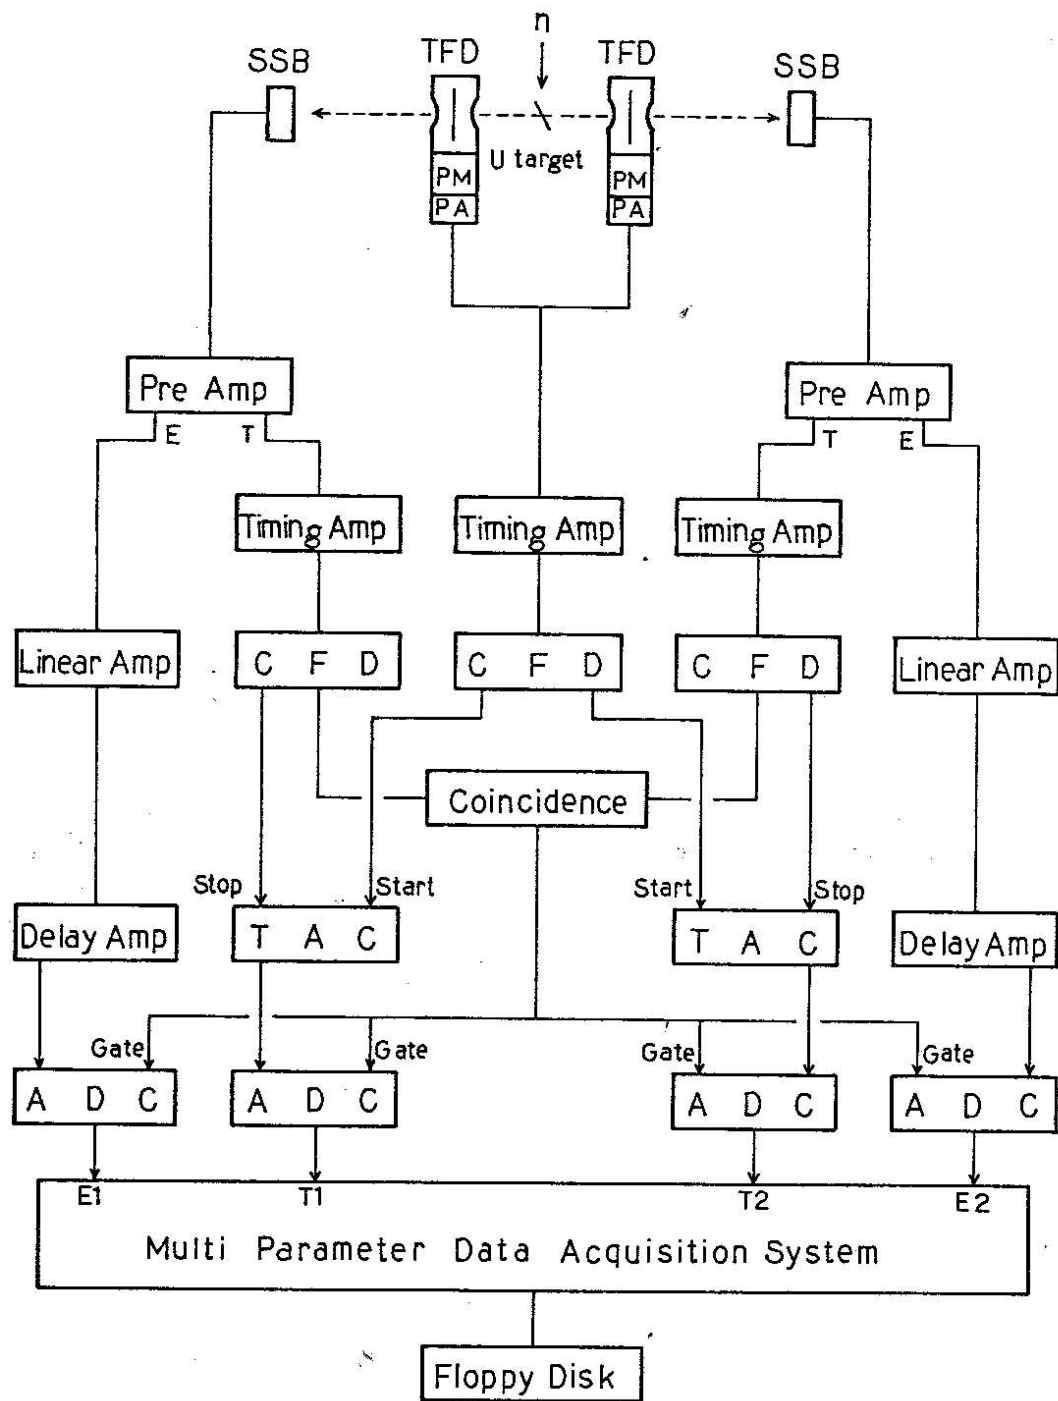 n
SSB TFD TFD SSB
U target
PM PM
PA PA
Pre Amp Pre Amp
E T T E
Timing Amp Timing Amp Timing Amp
Linear Amp C F D C F D C F D Linear Amp
Coincidence
Stop Start Start Stop
Delay Amp T A C T A C Delay Amp
Gate Gate Gate Gate
A D C A D C A D C A D C
E1 T1 T2 E2
Multi Parameter Data Acquisition System
Floppy Disk